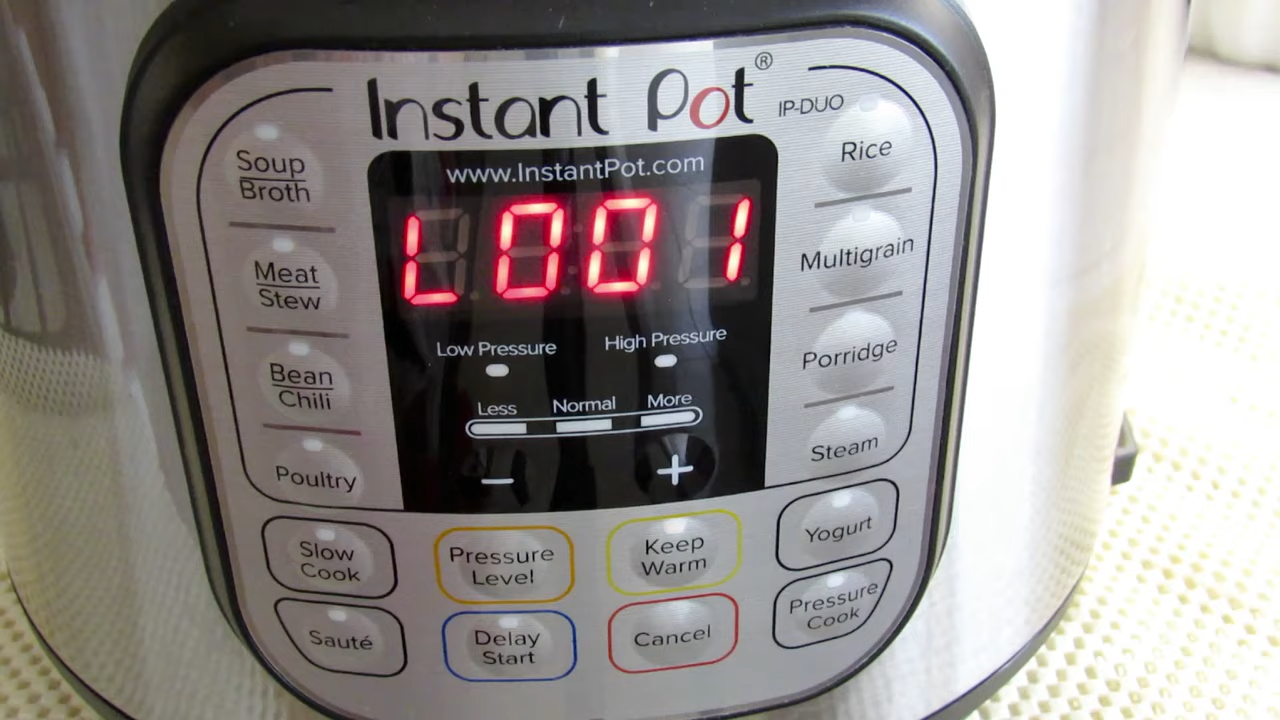 Instant Pot®
IP-DUO
www.InstantPot.com
L001
Low Pressure
High Pressure
Less
Normal
More
−
+
Soup
Broth
Meat
Stew
Bean
Chili
Poultry
Rice
Multigrain
Porridge
Steam
Slow
Cook
Pressure
Level
Keep
Warm
Yogurt
Sauté
Delay
Start
Cancel
Pressure
Cook